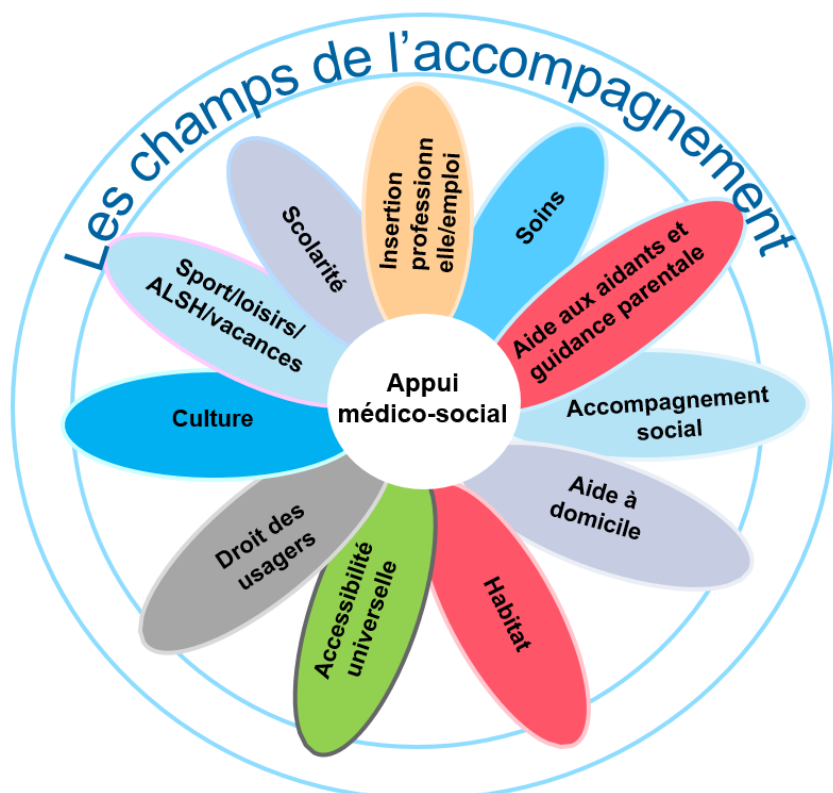 Les champs de l’accompagnement
Insertion
professionn
elle/emploi
Soins
Aide aux aidants et
guidance parentale
Accompagnement
social
Aide à
domicile
Habitat
Accessibilité
universelle
Droit des
usagers
Culture
Sport/loisirs/
ALSH/vacances
Scolarité
Appui
médico-social